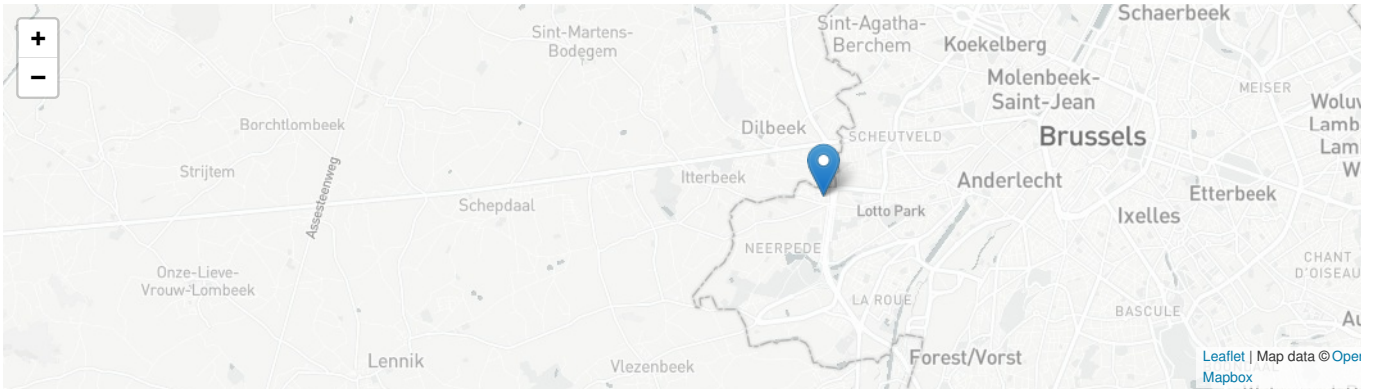 +
−
Sint-Martens-
Bodegem
Sint-Agatha-
Berchem
Schaerbeek
Koekelberg
Molenbeek-
Saint-Jean
MEISER
Woluw
Lamb
Lam
W
Borchtlombeek
Dilbeek
SCHEUTVELD
Brussels
Strijtem
Assesteenweg
Itterbeek
Anderlecht
Etterbeek
Schepdaal
Lotto Park
Ixelles
NEERPEDE
CHANT
D'OISEAU
Onze-Lieve-
Vrouw-Lombeek
LA ROUE
BASCULE
Au
Lennik
Vlezenbeek
Forest/Vorst
Leaflet | Map data © Open
Mapbox